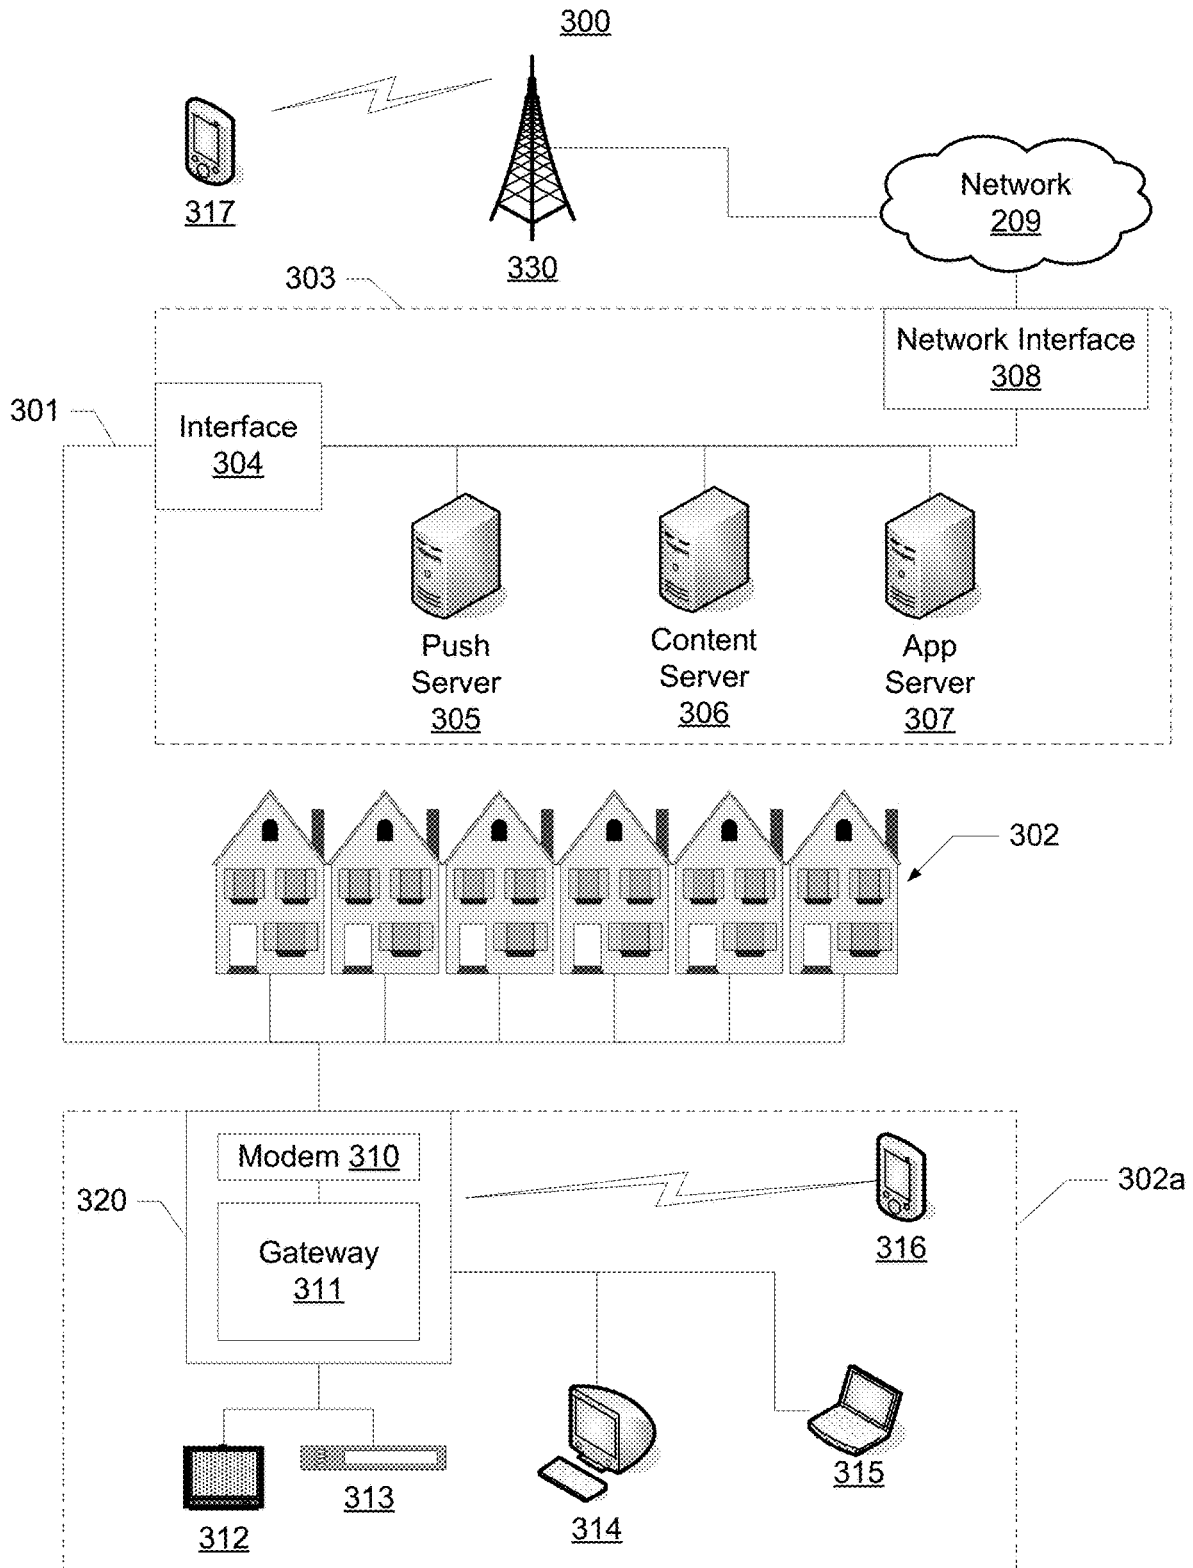 300
317
330
Network
209
303
Network Interface
308
301
Interface
304
Push
Server
305
Content
Server
306
App
Server
307
302
Modem 310
320
302a
Gateway
311
316
312
313
314
315